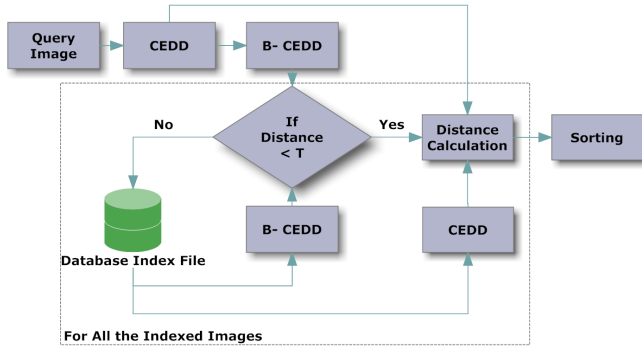 Query
Image
CEDD
B- CEDD
If
Distance
< T
No
Yes
Distance
Calculation
Sorting
B- CEDD
CEDD
Database Index File
For All the Indexed Images